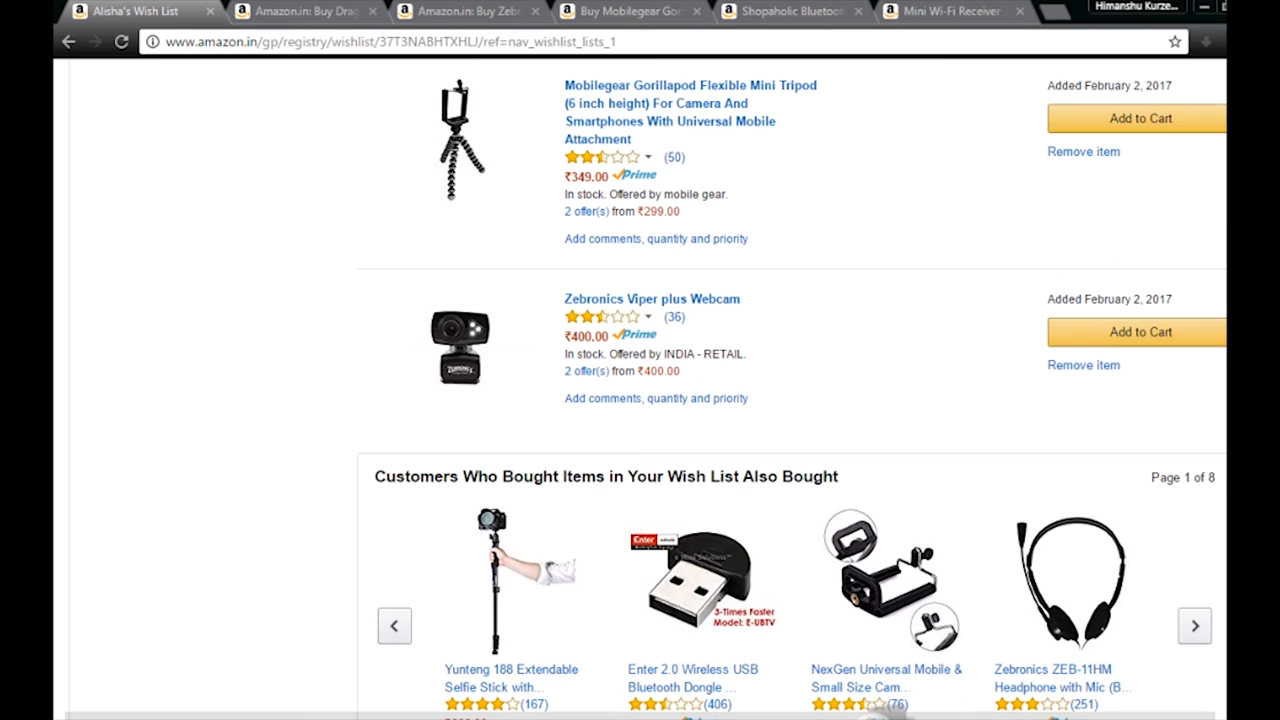 Alisha's Wish List
Amazon.in: Buy Drag
Amazon.in: Buy Zebr
Buy Mobilegear Gor
Shopaholic Bluetoot
Mini Wi-Fi Receiver
Himanshu Kurze...
www.amazon.in/gp/registry/wishlist/37T3NABHTXHLJ/ref=nav_wishlist_lists_1
Mobilegear Gorillapod Flexible Mini Tripod
(6 inch height) For Camera And
Smartphones With Universal Mobile
Attachment
(50)
₹349.00 Prime
In stock. Offered by mobile gear.
2 offer(s) from ₹299.00
Add comments, quantity and priority
Added February 2, 2017
Add to Cart
Remove item
Zebronics Viper plus Webcam
(36)
₹400.00 Prime
In stock. Offered by INDIA - RETAIL.
2 offer(s) from ₹400.00
Add comments, quantity and priority
Added February 2, 2017
Add to Cart
Remove item
Customers Who Bought Items in Your Wish List Also Bought
Page 1 of 8
Enter
3-Times Faster
Model: E-UBTV
Yunteng 188 Extendable
Selfie Stick with...
(167)
Enter 2.0 Wireless USB
Bluetooth Dongle ...
(406)
NexGen Universal Mobile &
Small Size Cam...
(76)
Zebronics ZEB-11HM
Headphone with Mic (B...
(251)